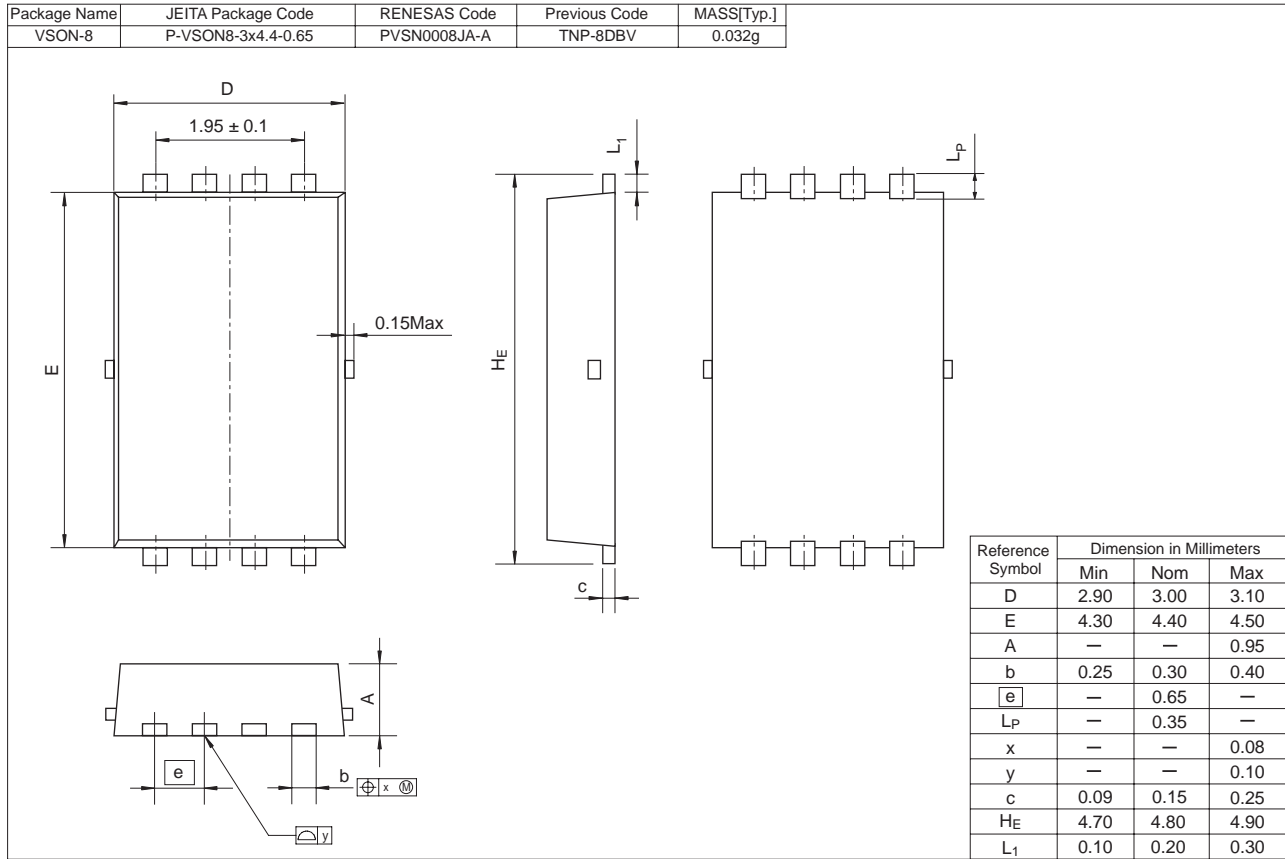 Package Name JEITA Package Code RENESAS Code Previous Code MASS[Typ.]
VSON-8 P-VSON8-3x4.4-0.65 PVSN0008JA-A TNP-8DBV 0.032g
D
1.95 ± 0.1
L1
LP
0.15Max
E
HE
c
A
e
b
x Ⓜ
y
Reference Symbol Dimension in Millimeters
Min Nom Max
D 2.90 3.00 3.10
E 4.30 4.40 4.50
A — — 0.95
b 0.25 0.30 0.40
e — 0.65 —
LP — 0.35 —
x — — 0.08
y — — 0.10
c 0.09 0.15 0.25
HE 4.70 4.80 4.90
L1 0.10 0.20 0.30